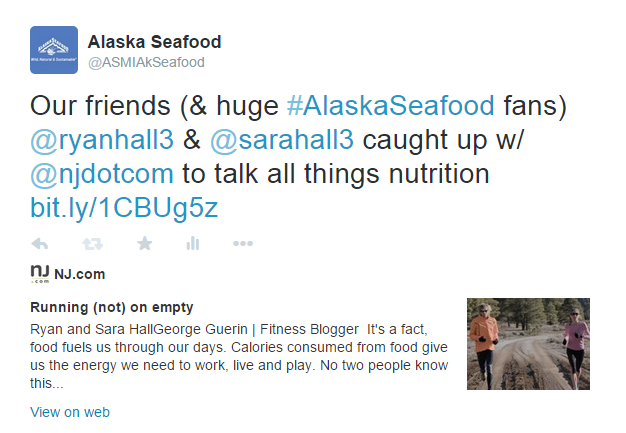 Alaska Seafood
@ASMIAkSeafood
Our friends (& huge #AlaskaSeafood fans)
@ryanhall3 & @sarahall3 caught up w/
@njdotcom to talk all things nutrition
bit.ly/1CBUg5z
nj.com NJ.com
Running (not) on empty
Ryan and Sara HallGeorge Guerin | Fitness Blogger  It's a fact,
food fuels us through our days. Calories consumed from food give
us the energy we need to work, live and play. No two people know
this...
View on web